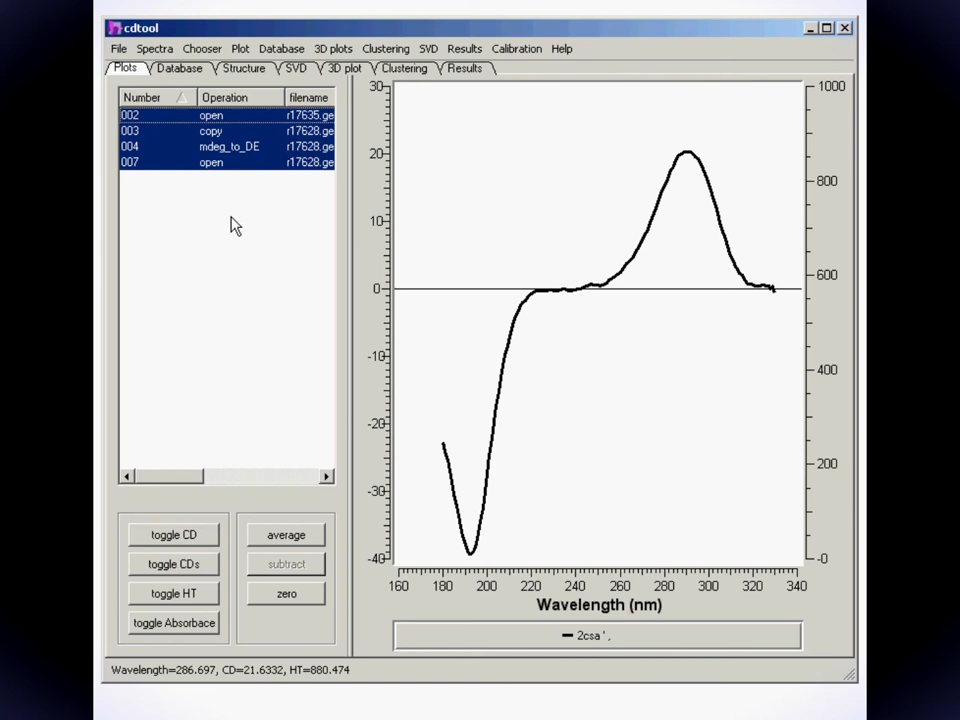 cdtool
File Spectra Chooser Plot Database 3D plots Clustering SVD Results Calibration Help
Plots Database Structure SVD 3D plot Clustering Results
Number Operation filename
002 open r17635.ge
003 copy r17628.ge
004 mdeg_to_DE r17628.ge
007 open r17628.ge
toggle CD average
toggle CDs subtract
toggle HT zero
toggle Absorbace
30
20
10
0
-10
-20
-30
-40
1000
800
600
400
200
-0
160 180 200 220 240 260 280 300 320 340
Wavelength (nm)
2csa ' ,
Wavelength=286.697, CD=21.6332, HT=880.474